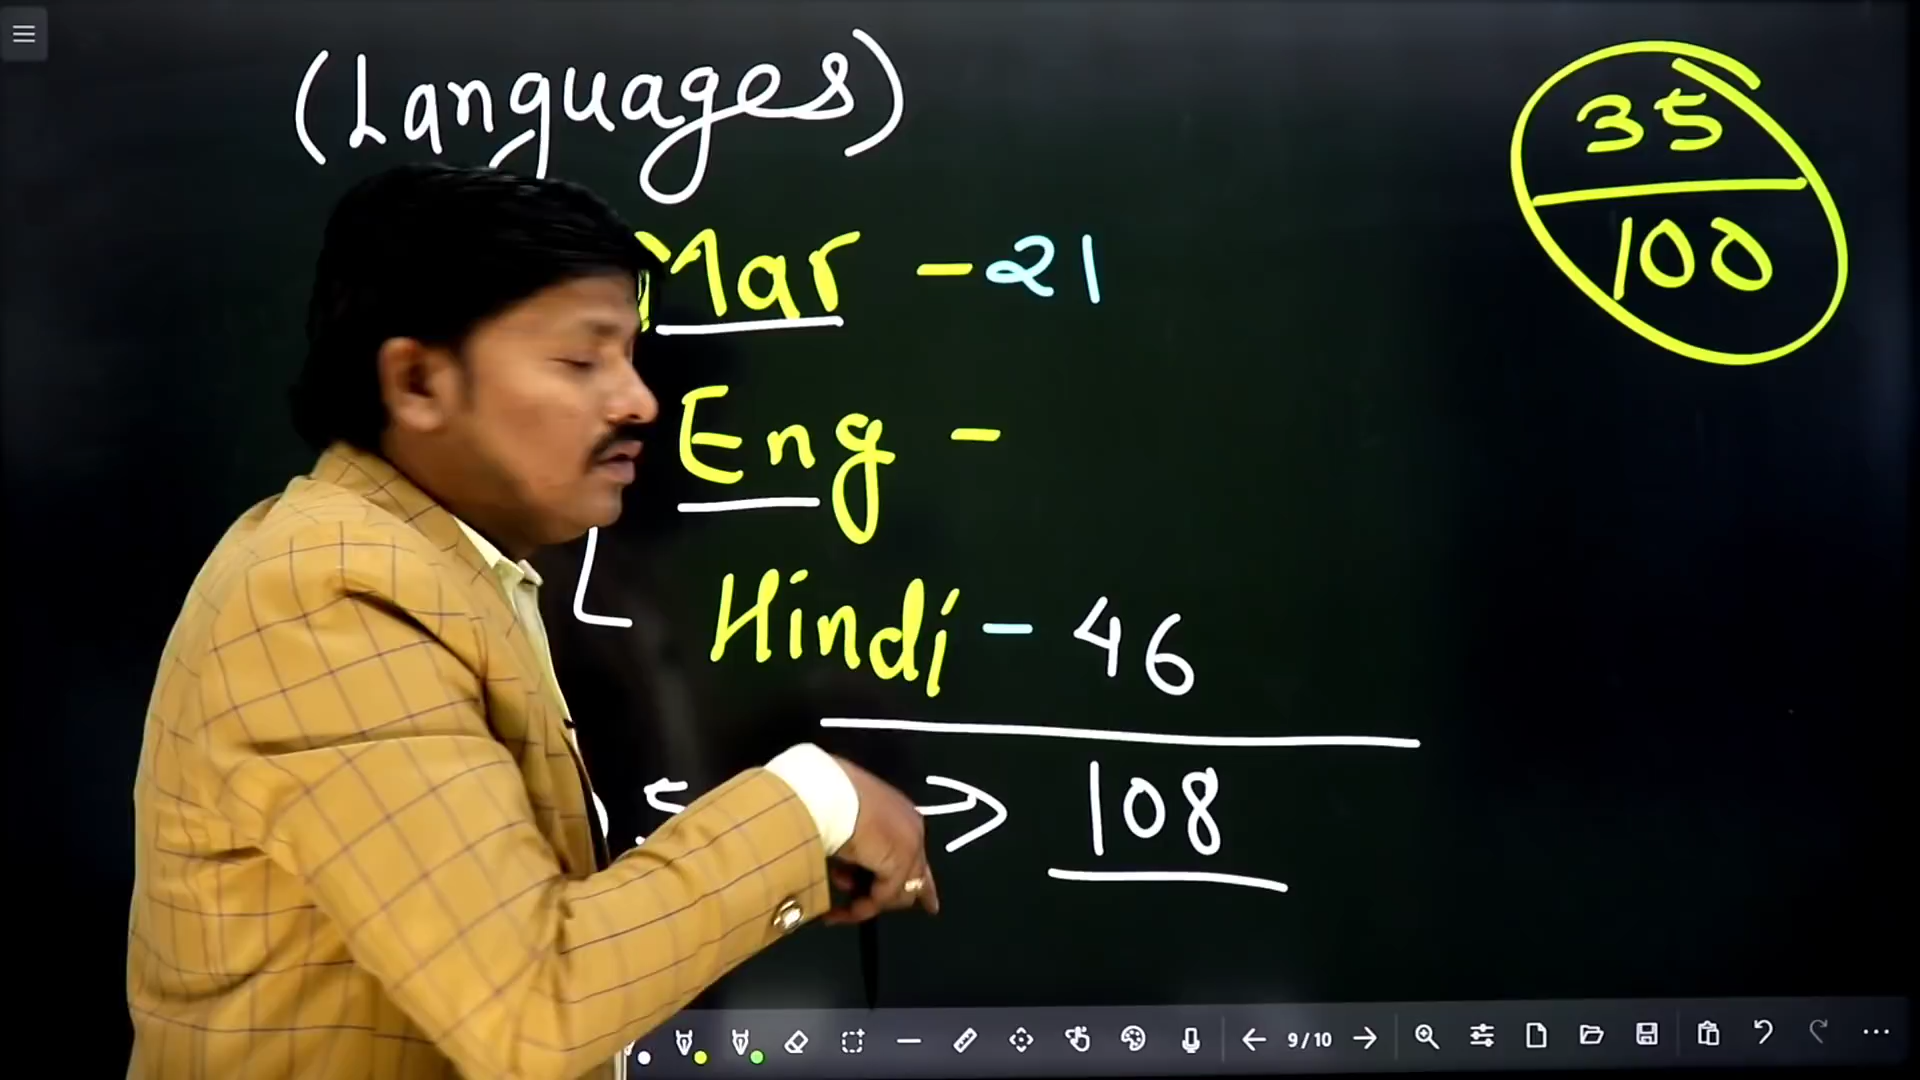 (Languages)
35
100
Mar - 21
Eng -
Hindi - 46
108
9/10